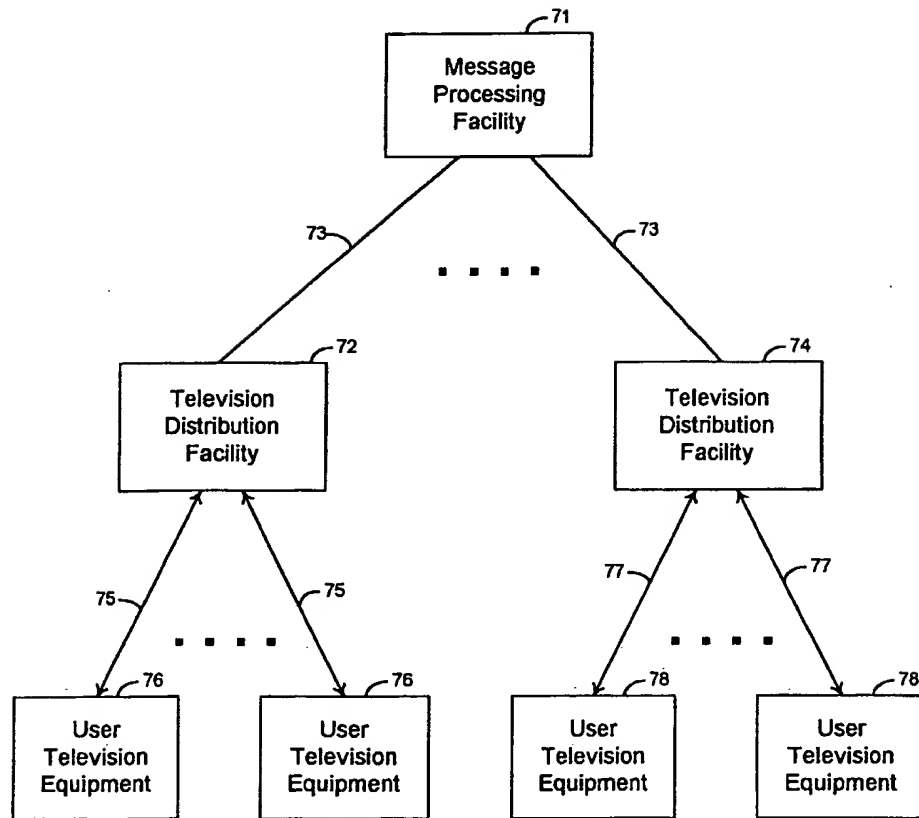 71
Message
Processing
Facility
73
73
72
Television
Distribution
Facility
74
Television
Distribution
Facility
75
75
77
77
76
User
Television
Equipment
76
User
Television
Equipment
78
User
Television
Equipment
78
User
Television
Equipment